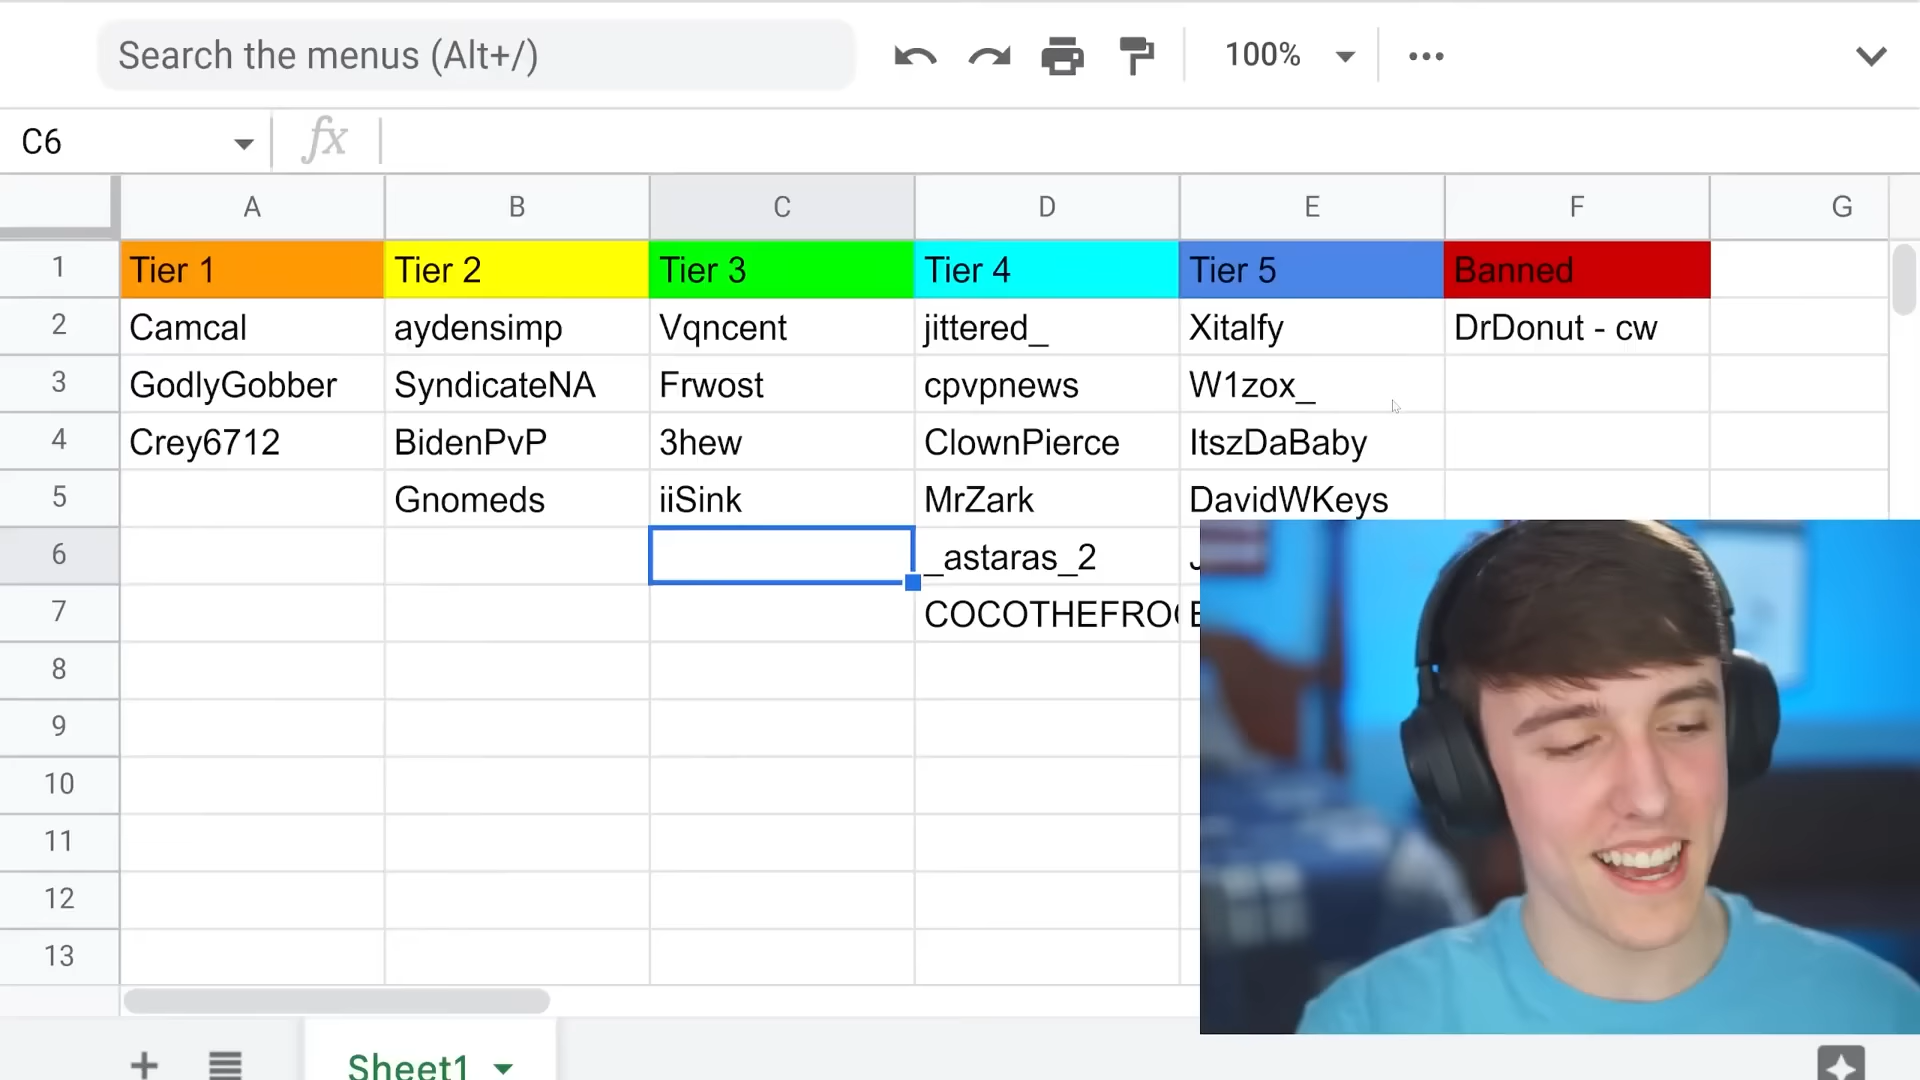 Search the menus (Alt+/)
100%
C6
fx
A B C D E F G
1 Tier 1 Tier 2 Tier 3 Tier 4 Tier 5 Banned
2 Camcal aydensimp Vqncent jittered_ Xitalfy DrDonut - cw
3 GodlyGobber SyndicateNA Frwost cpvpnews W1zox_
4 Crey6712 BidenPvP 3hew ClownPierce ItszDaBaby
5 Gnomeds iiSink MrZark DavidWKeys
6 _astaras_2
7 COCOTHEFRO
8
9
10
11
12
13
Sheet1